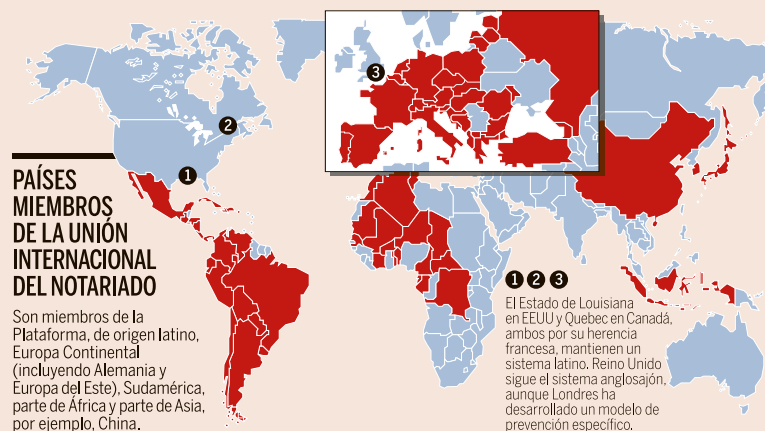 PAÍSES
MIEMBROS
DE LA UNIÓN
INTERNACIONAL
DEL NOTARIADO
Son miembros de la
Plataforma, de origen latino,
Europa Continental
(incluyendo Alemania y
Europa del Este), Sudamérica,
parte de África y parte de Asia,
por ejemplo, China.
1
2
3
1 2 3
El Estado de Louisiana
en EEUU y Quebec en Canadá,
ambos por su herencia
francesa, mantienen un
sistema latino. Reino Unido
sigue el sistema anglosajón,
aunque Londres ha
desarrollado un modelo de
prevención específico.